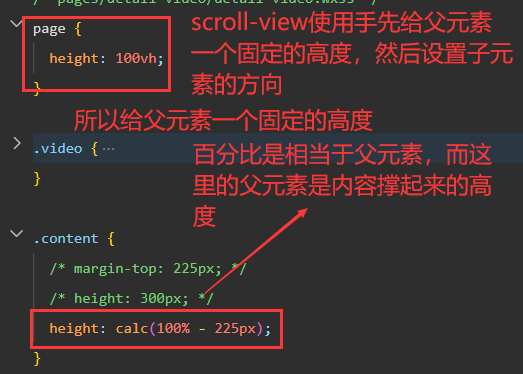 /* pages/detail-video/detail-video.wxss */
page {
height: 100vh;
}
scroll-view使用手先给父元素
一个固定的高度，然后设置子元
素的方向
所以给父元素一个固定的高度
.video { ...
}
百分比是相当于父元素，而这
里的父元素是内容撑起来的高
度
.content {
/* margin-top: 225px; */
/* height: 300px; */
height: calc(100% - 225px);
}